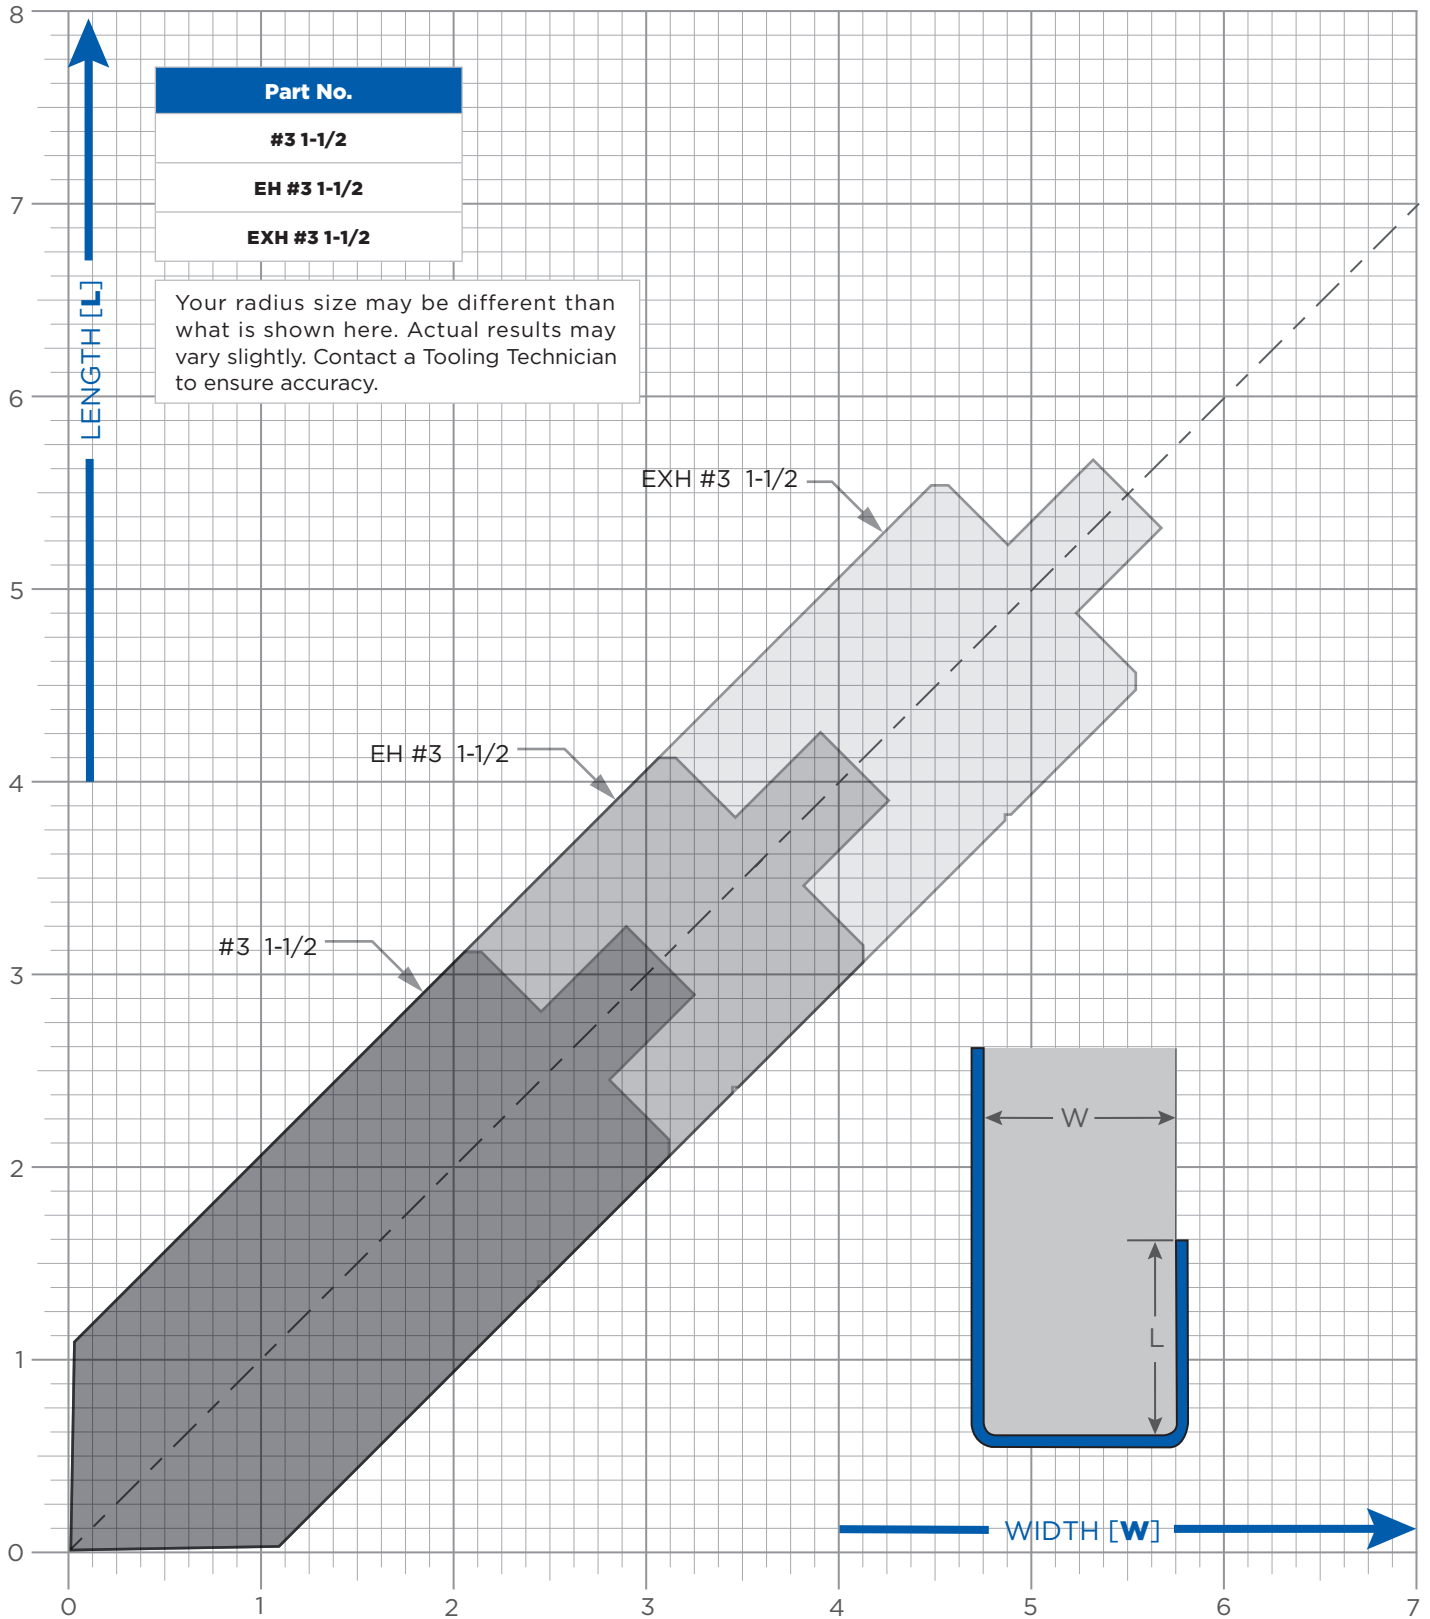 8
7
6
5
4
3
2
1
0
LENGTH [L]
Part No.
#3 1-1/2
EH #3 1-1/2
EXH #3 1-1/2
Your radius size may be different than
what is shown here. Actual results may
vary slightly. Contact a Tooling Technician
to ensure accuracy.
EXH #3 1-1/2
EH #3 1-1/2
#3 1-1/2
W
L
WIDTH [W]
0 1 2 3 4 5 6 7